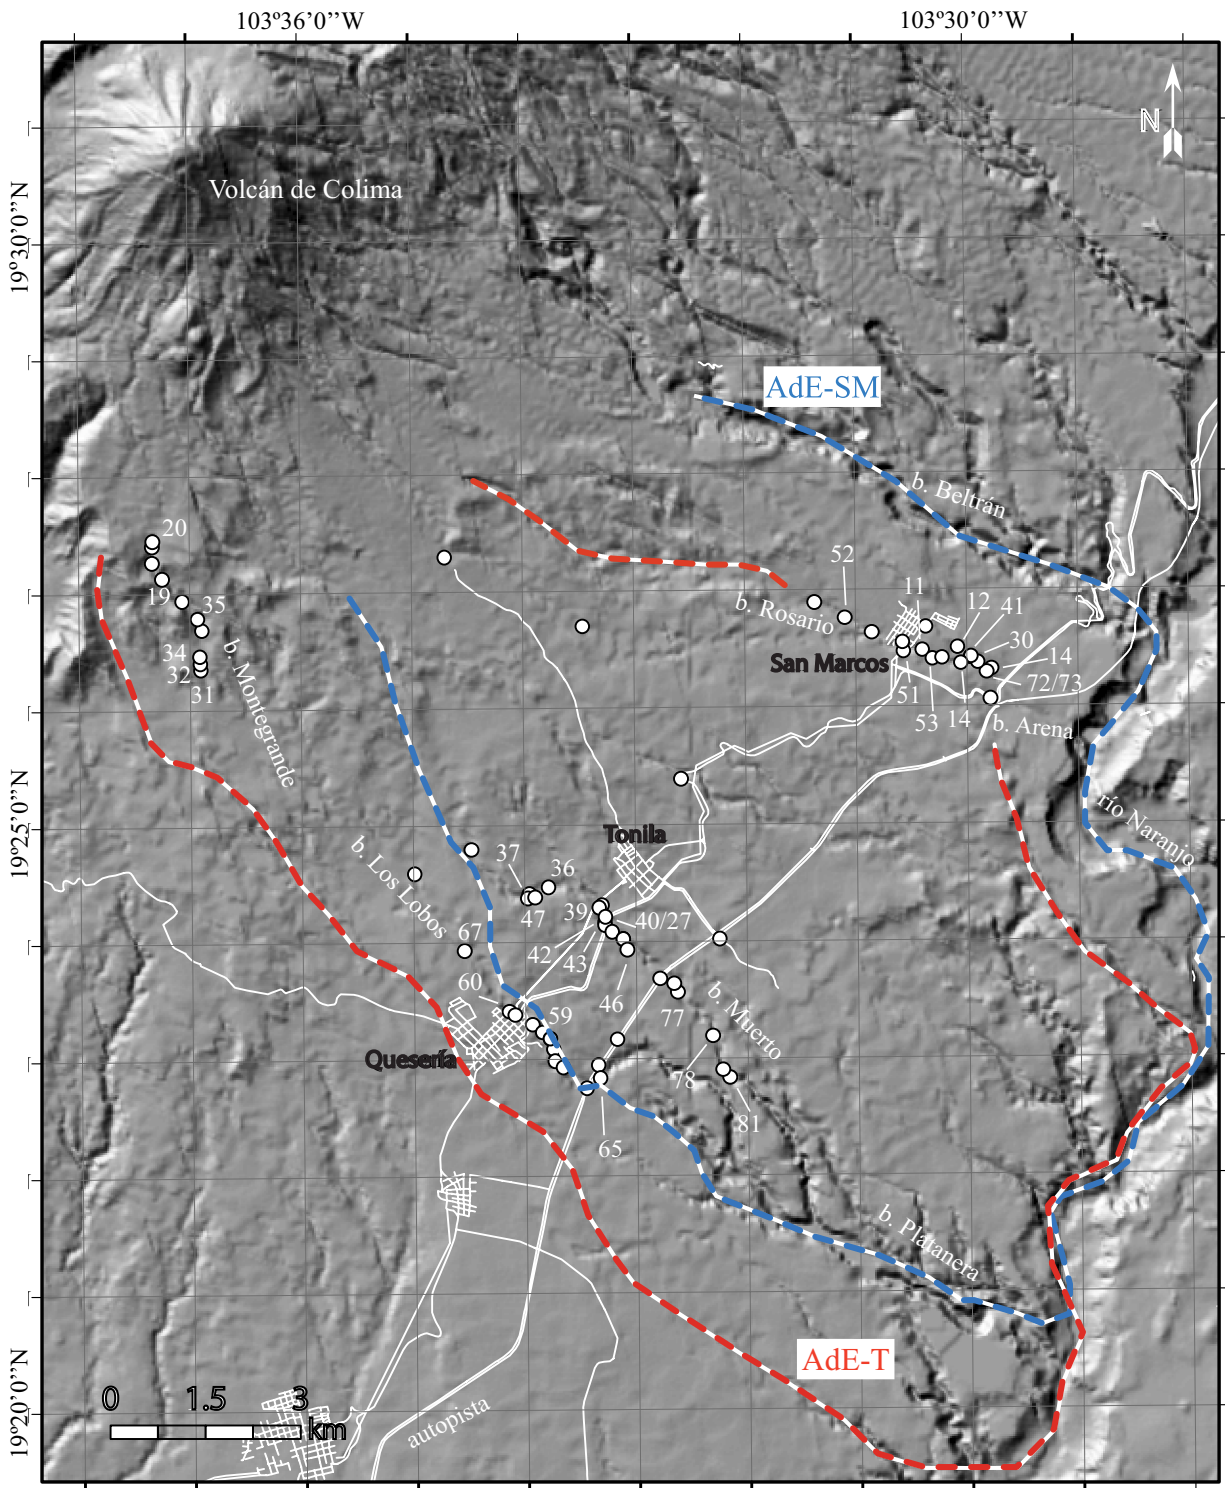 103º36'0''W
103º30'0''W
N
Volcán de Colima
19º30'0''N
AdE-SM
b. Beltrán
20
52
11
12
41
19
35
b. Rosario
30
34
b. Montegrande
San Marcos
14
32
72/73
31
51
53
14
b. Arena
río Naranjo
19º25'0''N
Tonila
37
36
b. Los Lobos
47
39
40/27
67
42
43
46
60
59
77
b. Muerto
Quesería
78
81
65
b. Platanera
AdE-T
19º20'0''N
0
1.5
3
km
autopista